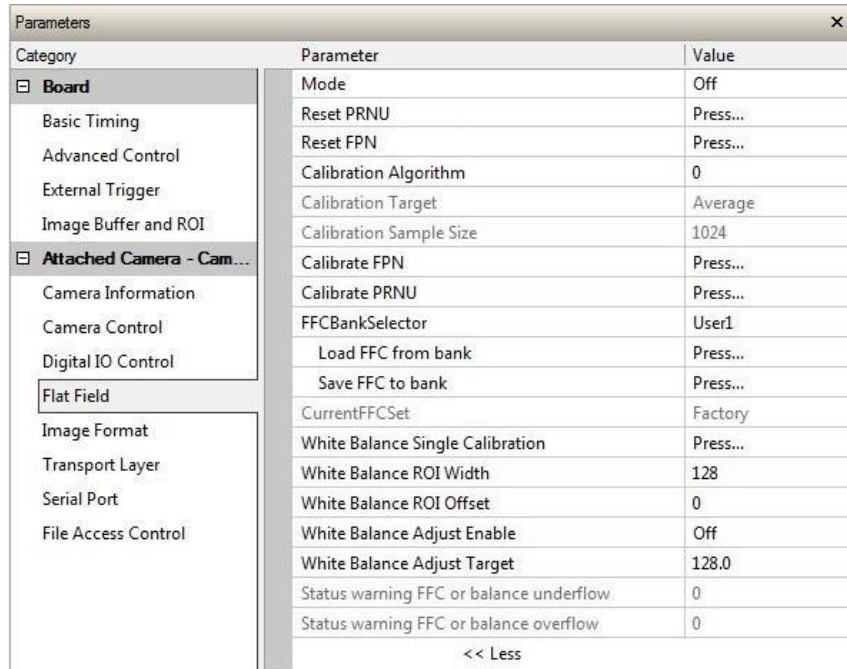 Parameters
Category
Board
Basic Timing
Advanced Control
External Trigger
Image Buffer and ROI
Attached Camera - Cam...
Camera Information
Camera Control
Digital IO Control
Flat Field
Image Format
Transport Layer
Serial Port
File Access Control
Parameter Value
Mode Off
Reset PRNU Press...
Reset FPN Press...
Calibration Algorithm 0
Calibration Target Average
Calibration Sample Size 1024
Calibrate FPN Press...
Calibrate PRNU Press...
FFCBankSelector User1
Load FFC from bank Press...
Save FFC to bank Press...
CurrentFFCSet Factory
White Balance Single Calibration Press...
White Balance ROI Width 128
White Balance ROI Offset 0
White Balance Adjust Enable Off
White Balance Adjust Target 128.0
Status warning FFC or balance underflow 0
Status warning FFC or balance overflow 0
<< Less